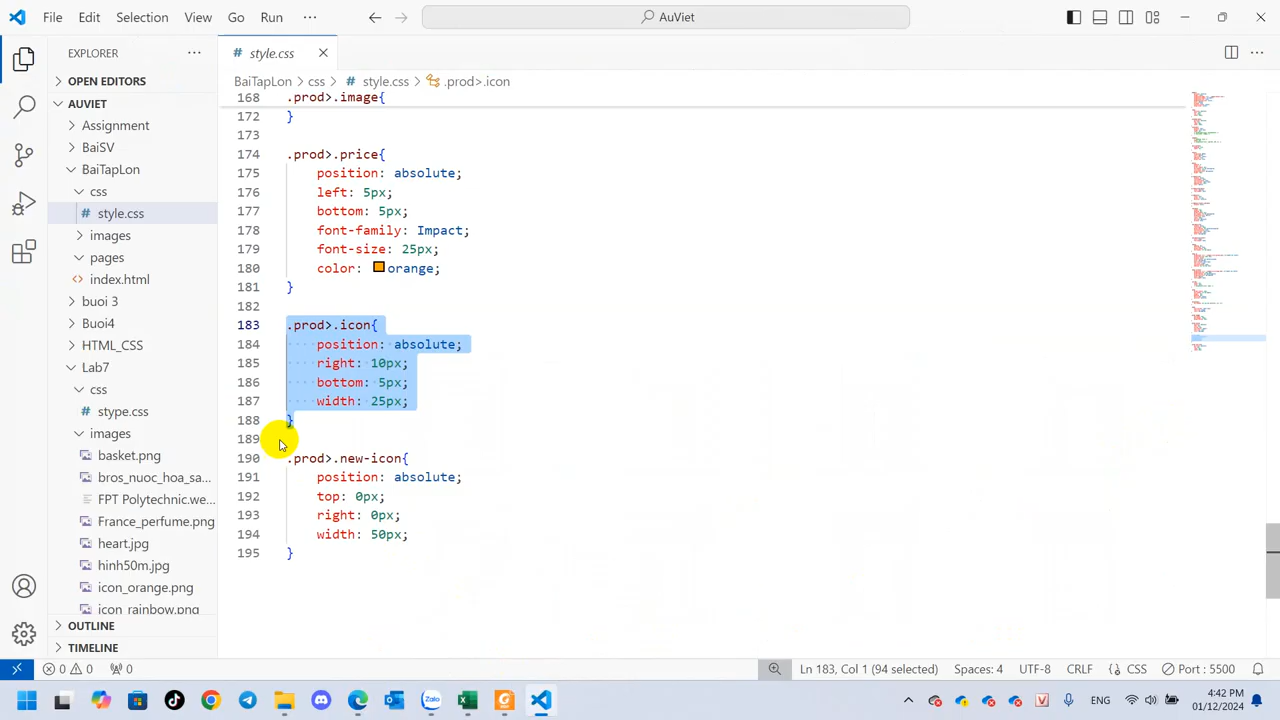 File Edit Selection View Go Run ··· AuViet
EXPLORER ···
# style.css
OPEN EDITORS
BaiTapLon > css > # style.css > .prod>.icon
AUVIET
Assignment
BaiSV
BaiTapLon
css
# style.css
images
pages
index.html
buoi 3
Buoi4
HTML_CSS
Lab7
css
stype.css
images
basket.png
bros_nuoc_hoa_sa...
FPT Polytechnic.we...
France_perfume.png
heart.jpg
hinh50m.jpg
icon_orange.png
icon_rainbow.png
OUTLINE
TIMELINE
168 .prod>.image{
172 }
173
174 .prod>.price{
175 position: absolute;
176 left: 5px;
177 bottom: 5px;
178 font-family: Impact;
179 font-size: 25px;
180 color: orange;
181 }
182
183 .prod>.icon{
184 position: absolute;
185 right: 10px;
186 bottom: 5px;
187 width: 25px;
188 }
189
190 .prod>.new-icon{
191 position: absolute;
192 top: 0px;
193 right: 0px;
194 width: 50px;
195 }
0 0 0 Ln 183, Col 1 (94 selected) Spaces: 4 UTF-8 CRLF {} CSS Port : 5500
Zalo ENG 4:42 PM
01/12/2024